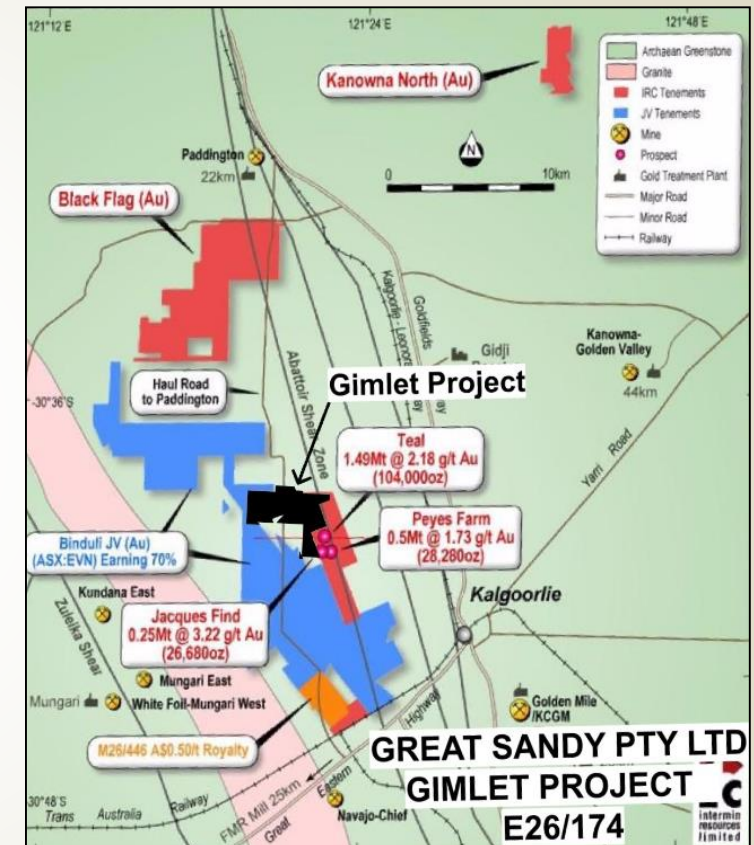 121°12'E
121°24'E
121°48'E
Archaean Greenstone
Granite
IRC Tenements
JV Tenements
Mine
Prospect
Gold Treatment Plant
Major Road
Minor Road
Railway
Kanowna North (Au)
N
0
10km
Paddington
22km
Black Flag (Au)
Kalgoorlie - Leonora
Goldfields
Kanowna-
Golden Valley
44km
Gidji
Haul Road
to Paddington
Abattoir Shear Zone
Gimlet Project
-30°36'S
Yarri Road
Teal
1.49Mt @ 2.18 g/t Au
(104,000oz)
Peyes Farm
0.5Mt @ 1.73 g/t Au
(28,280oz)
Binduli JV (Au)
(ASX:EVN) Earning 70%
Kundana East
Zuleika Shear
Kalgoorlie
Jacques Find
0.25Mt @ 3.22 g/t Au
(26,680oz)
Mungari East
Mungari
White Foil-Mungari West
Golden Mile
/KCGM
M26/446 A$0.50/t Royalty
GREAT SANDY PTY LTD
GIMLET PROJECT
E26/174
30°48'S
Trans Australia Railway
FMR Mill 25km
Great Eastern Highway
Navajo-Chief
intermin
resources
limited